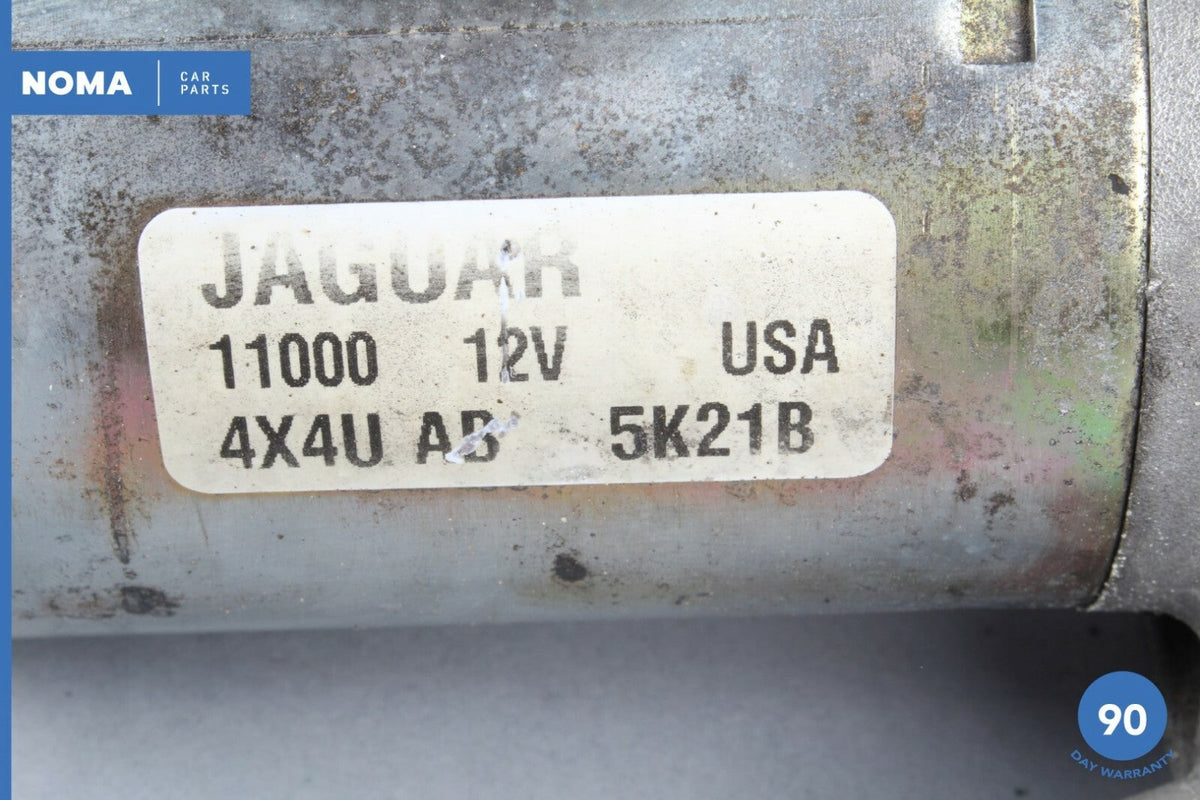 NOMA
CAR
PARTS
JAGUAR
11000 12V USA
4X4U AB 5K21B
90
DAY WARRANTY